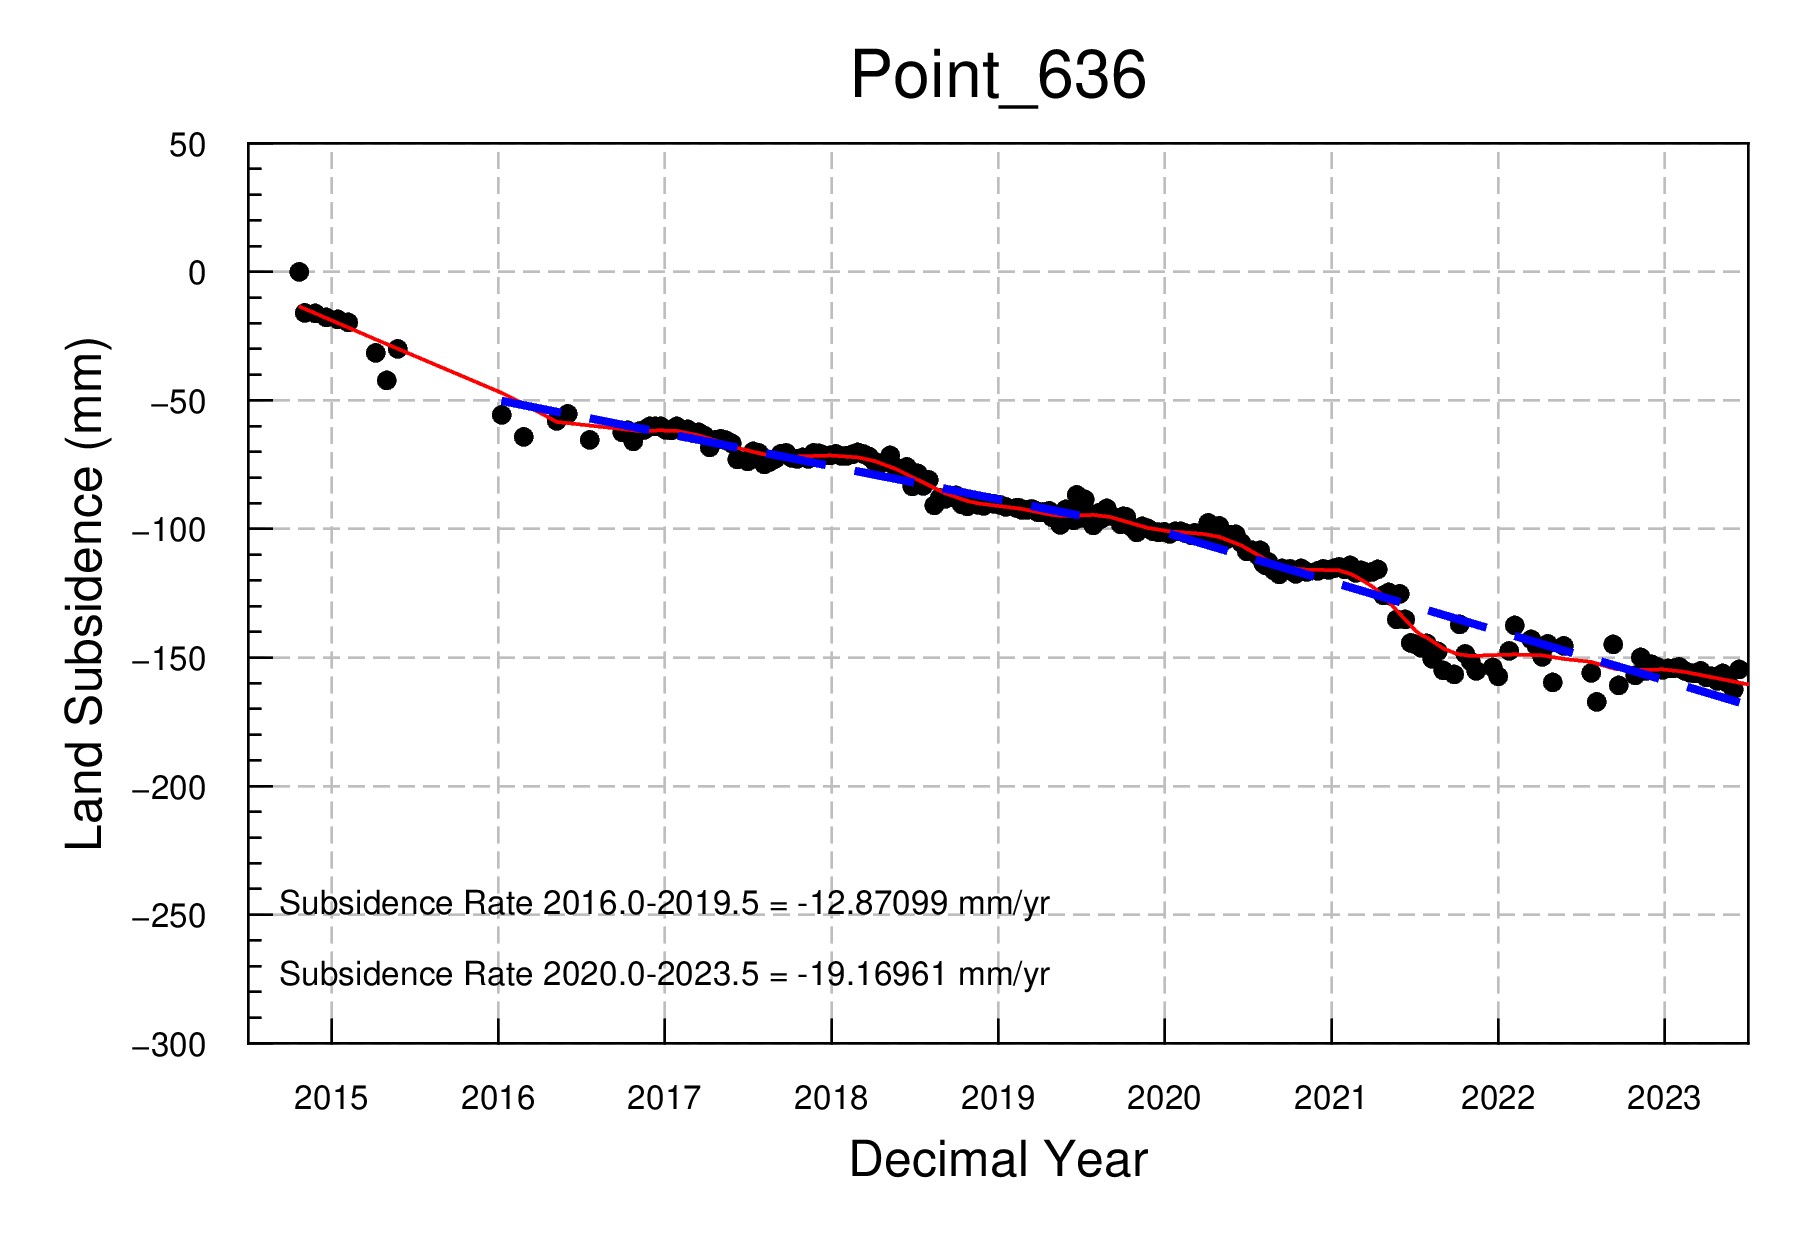 Point_636
50
0
−50
−100
−150
−200
−250
−300
Land Subsidence (mm)
Subsidence Rate 2016.0-2019.5 = -12.87099 mm/yr
Subsidence Rate 2020.0-2023.5 = -19.16961 mm/yr
2015 2016 2017 2018 2019 2020 2021 2022 2023
Decimal Year